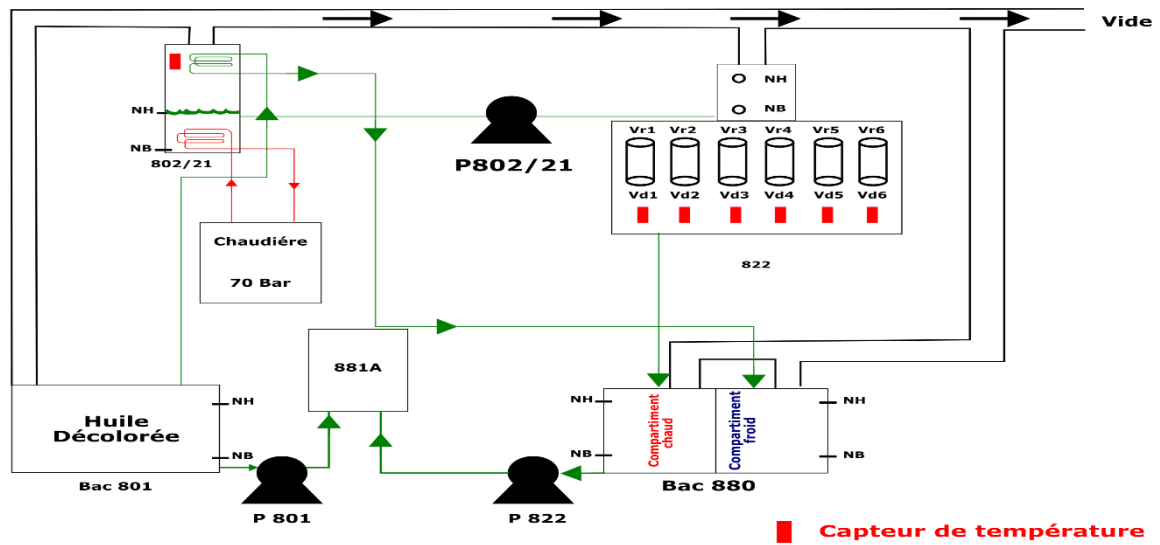 Vide
NH
NB
802/21
P802/21
NH
NB
Vr1 Vr2 Vr3 Vr4 Vr5 Vr6
Vd1 Vd2 Vd3 Vd4 Vd5 Vd6
822
Chaudiére
70 Bar
881A
Huile
Décolorée
NH
NB
Bac 801
P 801
P 822
NH
NB
Compartiment
chaud
Compartiment
froid
NH
NB
Bac 880
Capteur de température